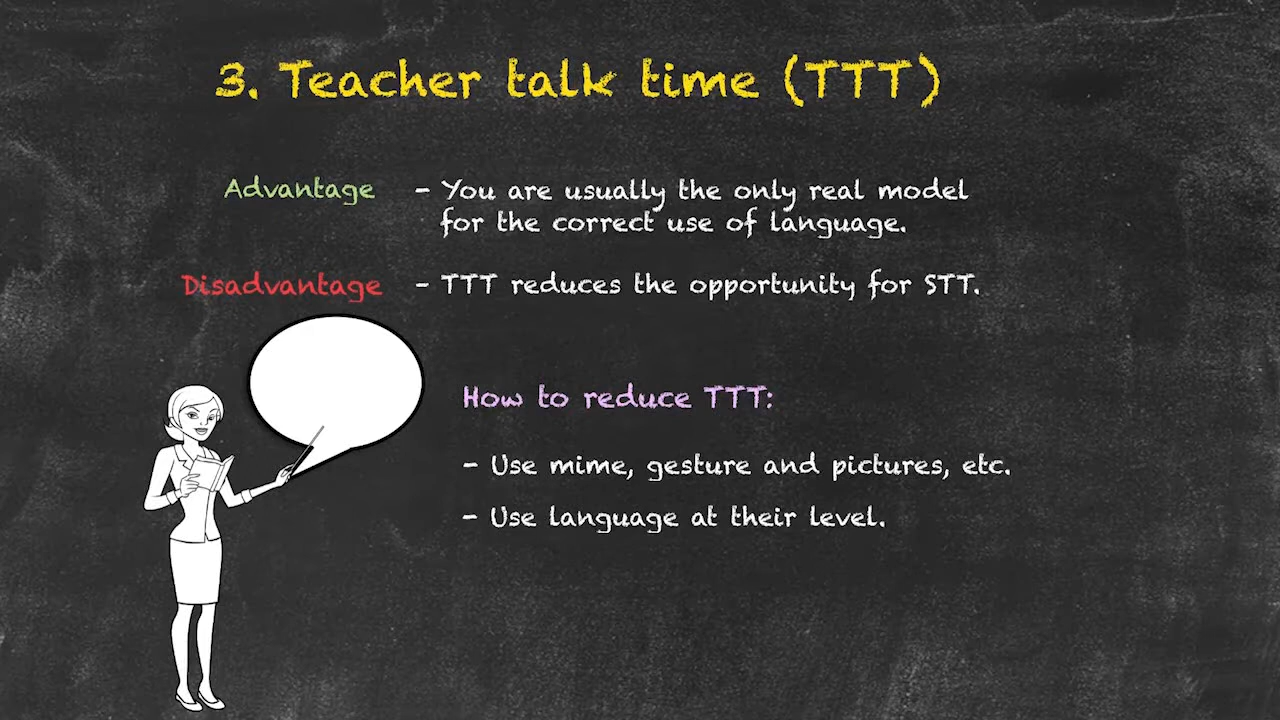 3. Teacher talk time (TTT)
Advantage - You are usually the only real model
for the correct use of language.
Disadvantage - TTT reduces the opportunity for STT.
How to reduce TTT:
- Use mime, gesture and pictures, etc.
- Use language at their level.